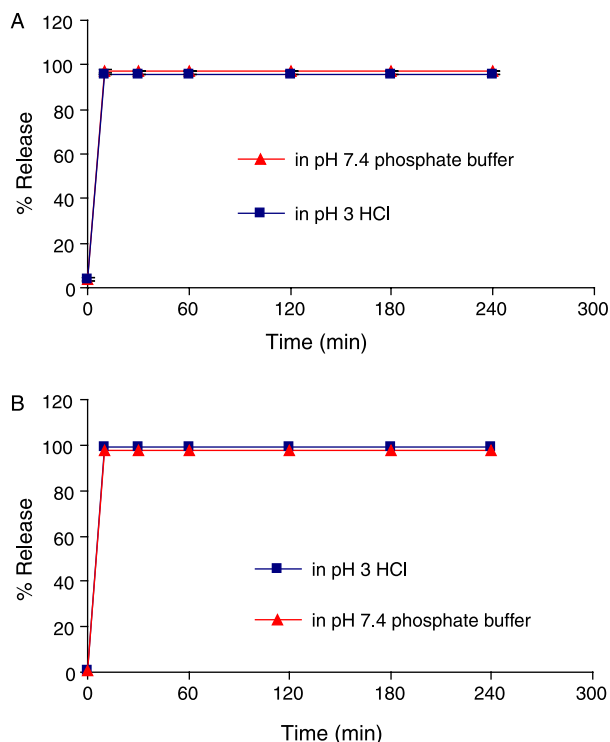 A
120
100
80
60
40
20
0
% Release
in pH 7.4 phosphate buffer
in pH 3 HCl
0 60 120 180 240 300
Time (min)
B
120
100
80
60
40
20
0
% Release
in pH 3 HCl
in pH 7.4 phosphate buffer
0 60 120 180 240 300
Time (min)